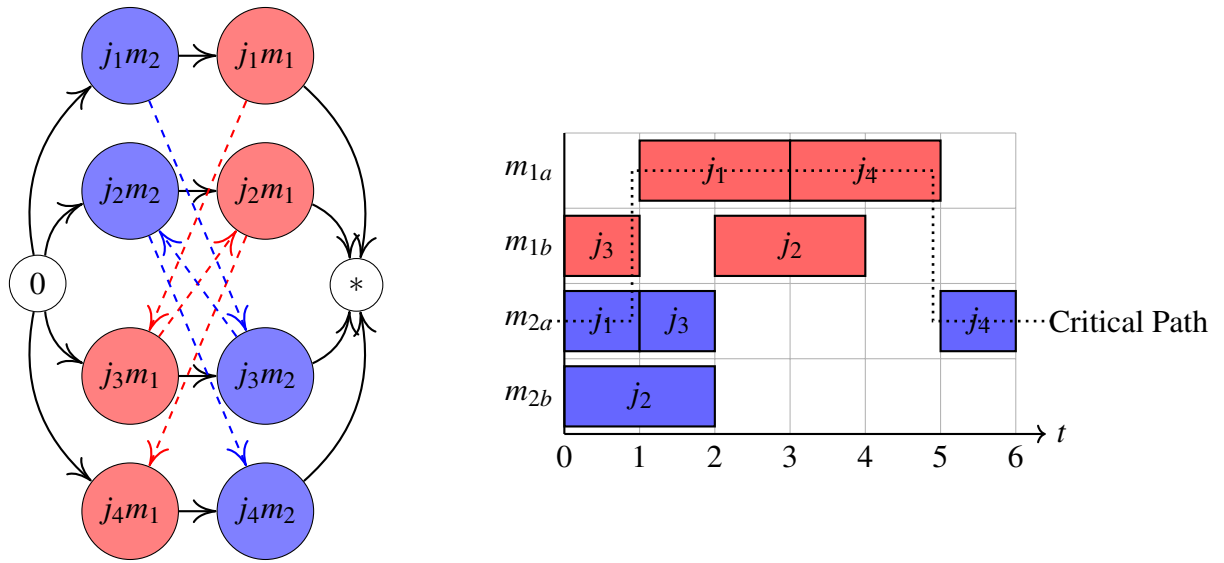 j₁m₂ j₁m₁
j₂m₂ j₂m₁
0 *
j₃m₁ j₃m₂
j₄m₁ j₄m₂
m₁ₐ j₁ j₄
m₁b j₃ j₂
m₂ₐ j₁ j₃ j₄ Critical Path
m₂b j₂
t
0 1 2 3 4 5 6